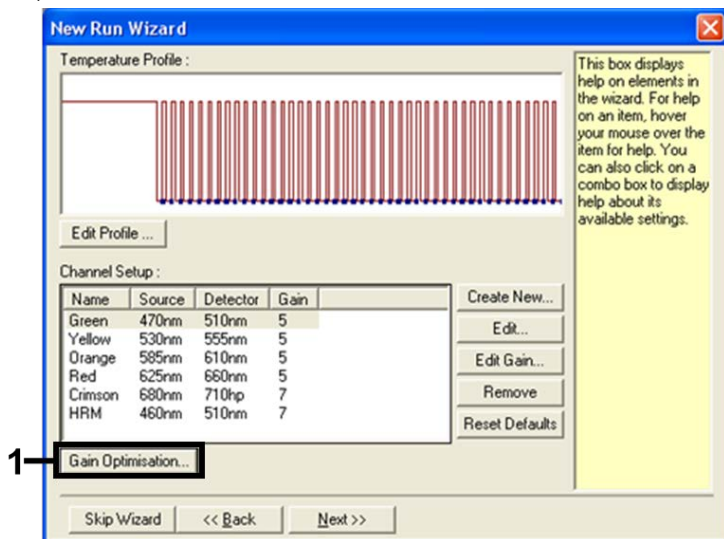 New Run Wizard
Temperature Profile :
Edit Profile ...
Channel Setup :
Name Source Detector Gain
Green 470nm 510nm 5
Yellow 530nm 555nm 5
Orange 585nm 610nm 5
Red 625nm 660nm 5
Crimson 680nm 710hp 7
HRM 460nm 510nm 7
Create New...
Edit...
Edit Gain...
Remove
Reset Defaults
1
Gain Optimisation...
Skip Wizard
<< Back
Next >>
This box displays
help on elements in
the wizard. For help
on an item, hover
your mouse over the
item for help. You
can also click on a
combo box to display
help about its
available settings.